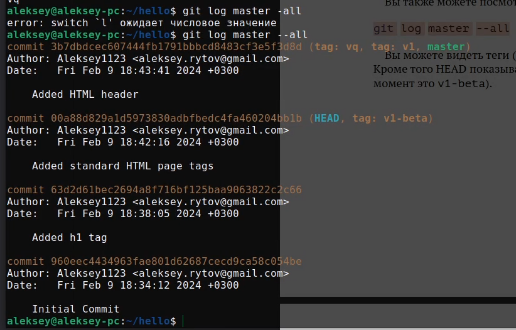 vq
aleksey@aleksey-pc:~/hello$ git log master -all
error: switch `l' ожидает числовое значение
aleksey@aleksey-pc:~/hello$ git log master --all
commit 3b7dbdcec607444fb1791bbbcd8483cf3e5f3d8d (tag: vq, tag: v1, master)
Author: Aleksey1123 <aleksey.rytov@gmail.com>
Date:   Fri Feb 9 18:43:41 2024 +0300
Added HTML header
commit 00a88d829a1d5973830adbfbedc4fa460204bb1b (HEAD, tag: v1-beta)
Author: Aleksey1123 <aleksey.rytov@gmail.com>
Date:   Fri Feb 9 18:42:16 2024 +0300
Added standard HTML page tags
commit 63d2d61bec2694a8f716bf125baa9063822c2c66
Author: Aleksey1123 <aleksey.rytov@gmail.com>
Date:   Fri Feb 9 18:38:05 2024 +0300
Added h1 tag
commit 960eec4434963fae801d62687cecd9ca58c054be
Author: Aleksey1123 <aleksey.rytov@gmail.com>
Date:   Fri Feb 9 18:34:12 2024 +0300
Initial Commit
aleksey@aleksey-pc:~/hello$
Вы также можете посмот
git log master --all
Вы можете видеть теги (
Кроме того HEAD показыва
момент это v1-beta).